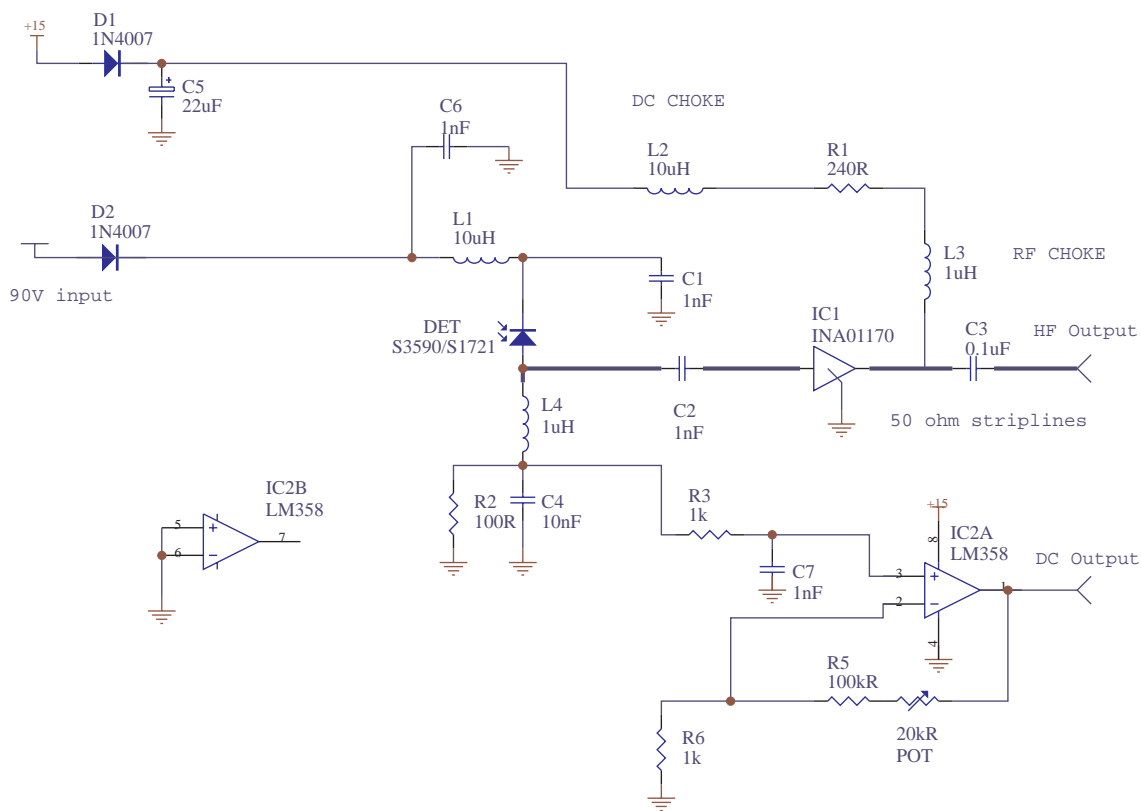 +15
D1
1N4007
C5
22uF
+
C6
1nF
DC CHOKE
L2
10uH
R1
240R
D2
1N4007
90V input
L1
10uH
C1
1nF
L3
1uH
RF CHOKE
DET
S3590/S1721
IC1
INA01170
C3
0.1uF
HF Output
C2
1nF
50 ohm striplines
L4
1uH
R2
100R
C4
10nF
R3
1k
C7
1nF
IC2B
LM358
5
6
7
+
-
+15
8
IC2A
LM358
3
2
1
4
+
-
DC Output
R5
100kR
20kR
POT
R6
1k